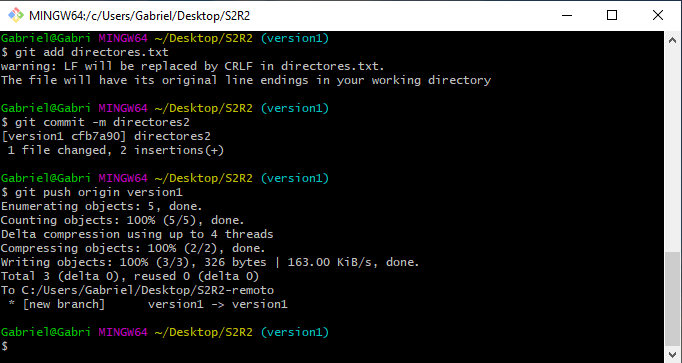 MINGW64:/c/Users/Gabriel/Desktop/S2R2
Gabriel@Gabri MINGW64 ~/Desktop/S2R2 (version1)
$ git add directores.txt
warning: LF will be replaced by CRLF in directores.txt.
The file will have its original line endings in your working directory
Gabriel@Gabri MINGW64 ~/Desktop/S2R2 (version1)
$ git commit -m directores2
[version1 cfb7a90] directores2
 1 file changed, 2 insertions(+)
Gabriel@Gabri MINGW64 ~/Desktop/S2R2 (version1)
$ git push origin version1
Enumerating objects: 5, done.
Counting objects: 100% (5/5), done.
Delta compression using up to 4 threads
Compressing objects: 100% (2/2), done.
Writing objects: 100% (3/3), 326 bytes | 163.00 KiB/s, done.
Total 3 (delta 0), reused 0 (delta 0)
To C:/Users/Gabriel/Desktop/S2R2-remoto
 * [new branch]      version1 -> version1
Gabriel@Gabri MINGW64 ~/Desktop/S2R2 (version1)
$